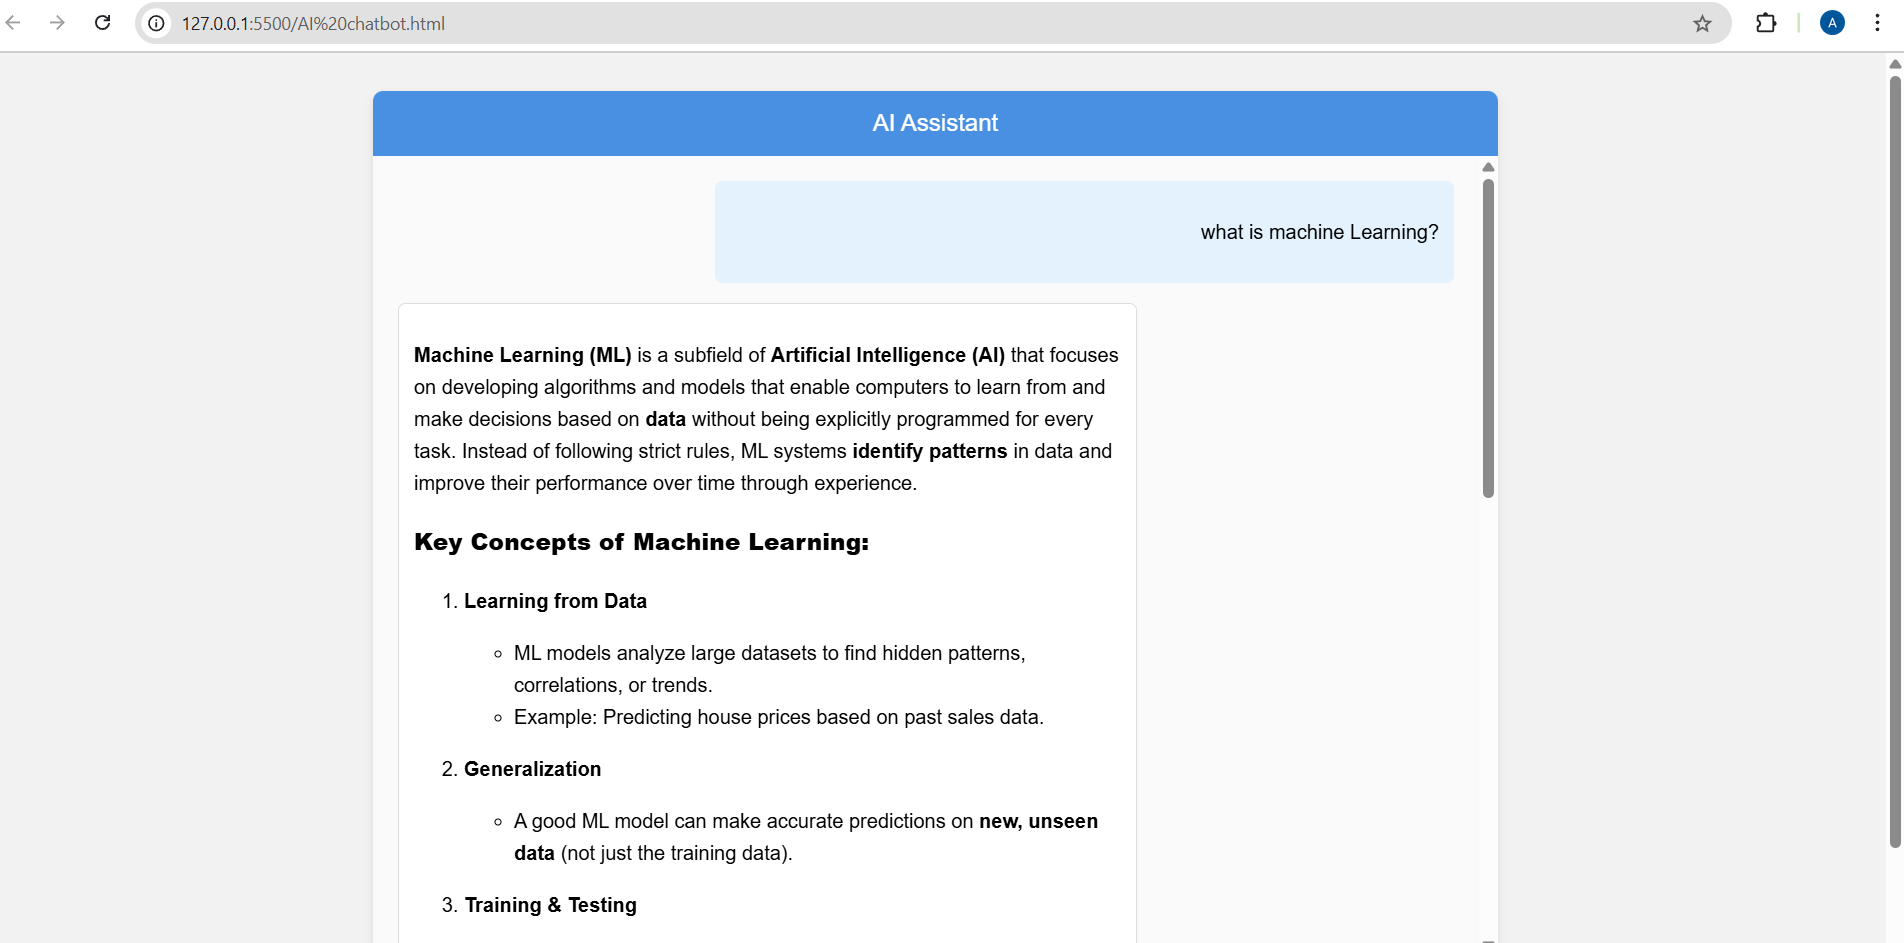 127.0.0.1:5500/AI%20chatbot.html
A
AI Assistant
what is machine Learning?
Machine Learning (ML) is a subfield of Artificial Intelligence (AI) that focuses
on developing algorithms and models that enable computers to learn from and
make decisions based on data without being explicitly programmed for every
task. Instead of following strict rules, ML systems identify patterns in data and
improve their performance over time through experience.
Key Concepts of Machine Learning:
1. Learning from Data
ML models analyze large datasets to find hidden patterns,
correlations, or trends.
Example: Predicting house prices based on past sales data.
2. Generalization
A good ML model can make accurate predictions on new, unseen
data (not just the training data).
3. Training & Testing